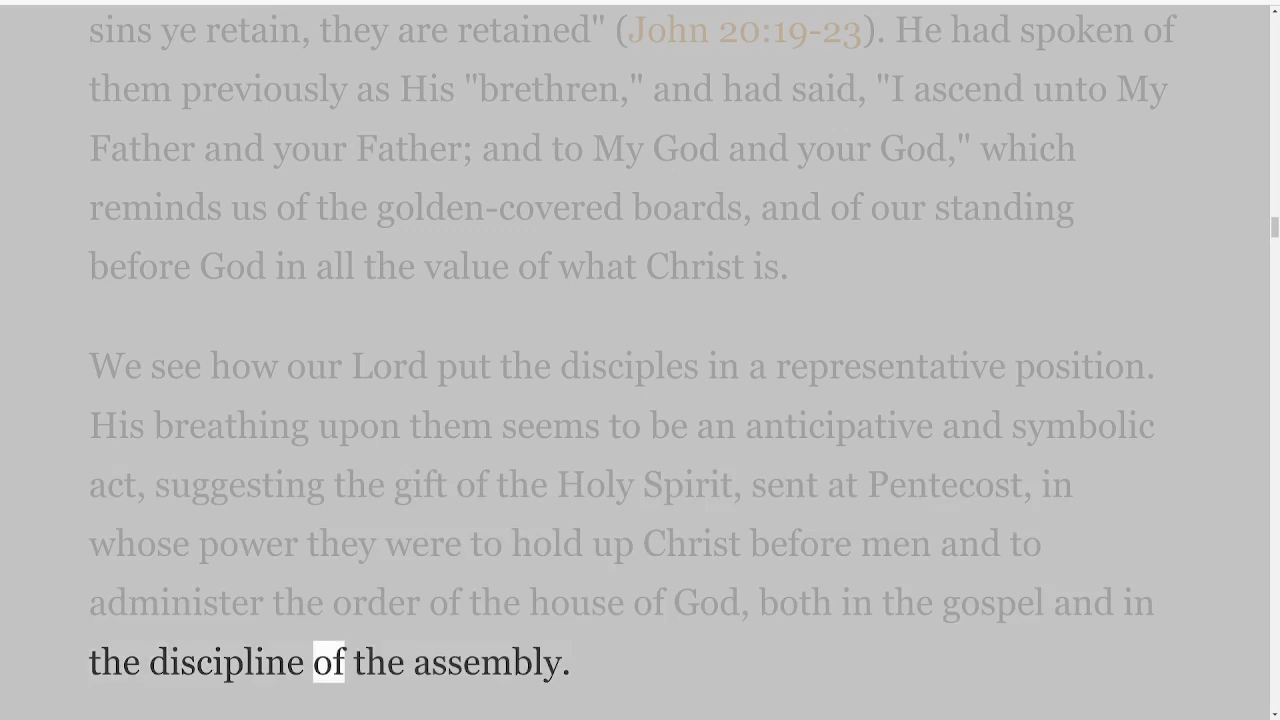 sins ye retain, they are retained" (John 20:19-23). He had spoken of
them previously as His "brethren," and had said, "I ascend unto My
Father and your Father; and to My God and your God," which
reminds us of the golden-covered boards, and of our standing
before God in all the value of what Christ is.
We see how our Lord put the disciples in a representative position.
His breathing upon them seems to be an anticipative and symbolic
act, suggesting the gift of the Holy Spirit, sent at Pentecost, in
whose power they were to hold up Christ before men and to
administer the order of the house of God, both in the gospel and in
the discipline of the assembly.